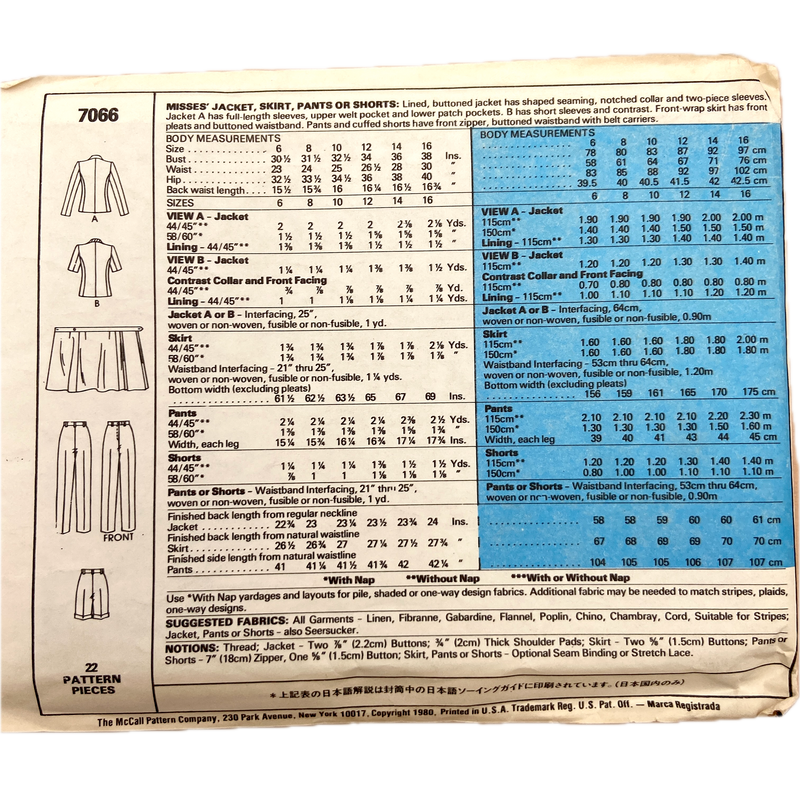 7066
A
B
FRONT
22
PATTERN
PIECES
MISSES' JACKET, SKIRT, PANTS OR SHORTS: Lined, buttoned jacket has shaped seaming, notched collar and two-piece sleeves.
Jacket A has full-length sleeves, upper welt pocket and lower patch pockets. B has short sleeves and contrast. Front-wrap skirt has front
pleats and buttoned waistband. Pants and cuffed shorts have front zipper, buttoned waistband with belt carriers.
BODY MEASUREMENTS
Size 6 8 10 12 14 16
Bust 30½ 31½ 32½ 34 36 38 Ins.
Waist 23 24 25 26½ 28 30 "
Hip 32½ 33½ 34½ 36 38 40 "
Back waist length 15½ 15¾ 16 16¼ 16½ 16¾ "
SIZES 6 8 10 12 14 16
VIEW A – Jacket
44/45"** 2 2 2 2 2⅛ 2⅛ Yds.
58/60"* 1½ 1½ 1½ 1⅝ 1⅝ 1⅝ "
Lining – 44/45"** 1⅜ 1⅜ 1⅜ 1½ 1½ 1½ "
VIEW B – Jacket
44/45"** 1¼ 1¼ 1¼ 1⅜ 1⅜ 1½ Yds.
Contrast Collar and Front Facing
44/45"** ¾ ⅞ ⅞ ⅞ ⅞ ⅞ Yd.
Lining – 44/45"** 1 1 1⅛ 1⅛ 1¼ 1¼ Yds.
Jacket A or B – Interfacing, 25",
woven or non-woven, fusible or non-fusible, 1 yd.
Skirt
44/45"** 1¾ 1¾ 1¾ 1⅞ 1⅞ 2⅛ Yds.
58/60"* 1¾ 1¾ 1¾ 1⅞ 1⅞ 1⅞ "
Waistband Interfacing – 21" thru 25",
woven or non-woven, fusible or non-fusible, 1¼ yds.
Bottom width (excluding pleats)
61½ 62½ 63½ 65 67 69 Ins.
Pants
44/45"** 2¼ 2¼ 2¼ 2¼ 2⅜ 2½ Yds.
58/60"* 1⅜ 1⅜ 1⅜ 1⅜ 1⅝ 1¾ "
Width, each leg 15¼ 15¾ 16¼ 16¾ 17¼ 17¾ Ins.
Shorts
44/45"** 1¼ 1¼ 1¼ 1⅜ 1½ 1½ Yds.
58/60"* ⅞ 1 1 1⅛ 1⅛ 1⅛ "
Pants or Shorts – Waistband Interfacing, 21" thru 25",
woven or non-woven, fusible or non-fusible, 1 yd.
Finished back length from regular neckline
Jacket 22¾ 23 23¼ 23½ 23¾ 24 Ins.
Finished back length from natural waistline
Skirt 26½ 26¾ 27 27¼ 27½ 27¾ "
Finished side length from natural waistline
Pants 41 41¼ 41½ 41¾ 42 42¼ "
BODY MEASUREMENTS
6 8 10 12 14 16
78 80 83 87 92 97 cm
58 61 64 67 71 76 cm
83 85 88 92 97 102 cm
39.5 40 40.5 41.5 42 42.5 cm
6 8 10 12 14 16
VIEW A – Jacket
115cm** 1.90 1.90 1.90 1.90 2.00 2.00 m
150cm* 1.40 1.40 1.40 1.50 1.50 1.50 m
Lining – 115cm** 1.30 1.30 1.30 1.40 1.40 1.40 m
VIEW B – Jacket
115cm** 1.20 1.20 1.20 1.30 1.30 1.40 m
Contrast Collar and Front Facing
115cm** 0.70 0.80 0.80 0.80 0.80 0.80 m
Lining – 115cm** 1.00 1.10 1.10 1.10 1.20 1.20 m
Jacket A or B – Interfacing, 64cm,
woven or non-woven, fusible or non-fusible, 0.90m
Skirt
115cm** 1.60 1.60 1.60 1.80 1.80 2.00 m
150cm* 1.60 1.60 1.60 1.80 1.80 1.80 m
Waistband Interfacing – 53cm thru 64cm,
woven or non-woven, fusible or non-fusible, 1.20m
Bottom width (excluding pleats)
156 159 161 165 170 175 cm
Pants
115cm** 2.10 2.10 2.10 2.10 2.20 2.30 m
150cm* 1.30 1.30 1.30 1.30 1.50 1.60 m
Width, each leg 39 40 41 43 44 45 cm
Shorts
115cm** 1.20 1.20 1.20 1.30 1.40 1.40 m
150cm* 0.80 1.00 1.00 1.10 1.10 1.10 m
Pants or Shorts – Waistband Interfacing, 53cm thru 64cm,
woven or non-woven, fusible or non-fusible, 0.90m
58 58 59 60 60 61 cm
67 68 69 69 70 70 cm
104 105 105 106 107 107 cm
*With Nap **Without Nap ***With or Without Nap
Use *With Nap yardages and layouts for pile, shaded or one-way design fabrics. Additional fabric may be needed to match stripes, plaids,
one-way designs.
SUGGESTED FABRICS: All Garments – Linen, Fibranne, Gabardine, Flannel, Poplin, Chino, Chambray, Cord, Suitable for Stripes;
Jacket, Pants or Shorts – also Seersucker.
NOTIONS: Thread; Jacket – Two ⅞" (2.2cm) Buttons; ¾" (2cm) Thick Shoulder Pads; Skirt – Two ⅝" (1.5cm) Buttons; Pants or
Shorts – 7" (18cm) Zipper, One ⅝" (1.5cm) Button; Skirt, Pants or Shorts – Optional Seam Binding or Stretch Lace.
*上記表の日本語解説は封筒中の日本語ソーイングガイドに印刷されています。(日本国内のみ)
The McCall Pattern Company, 230 Park Avenue, New York 10017, Copyright 1980, Printed in U.S.A. Trademark Reg. U.S. Pat. Off. — Marca Registrada